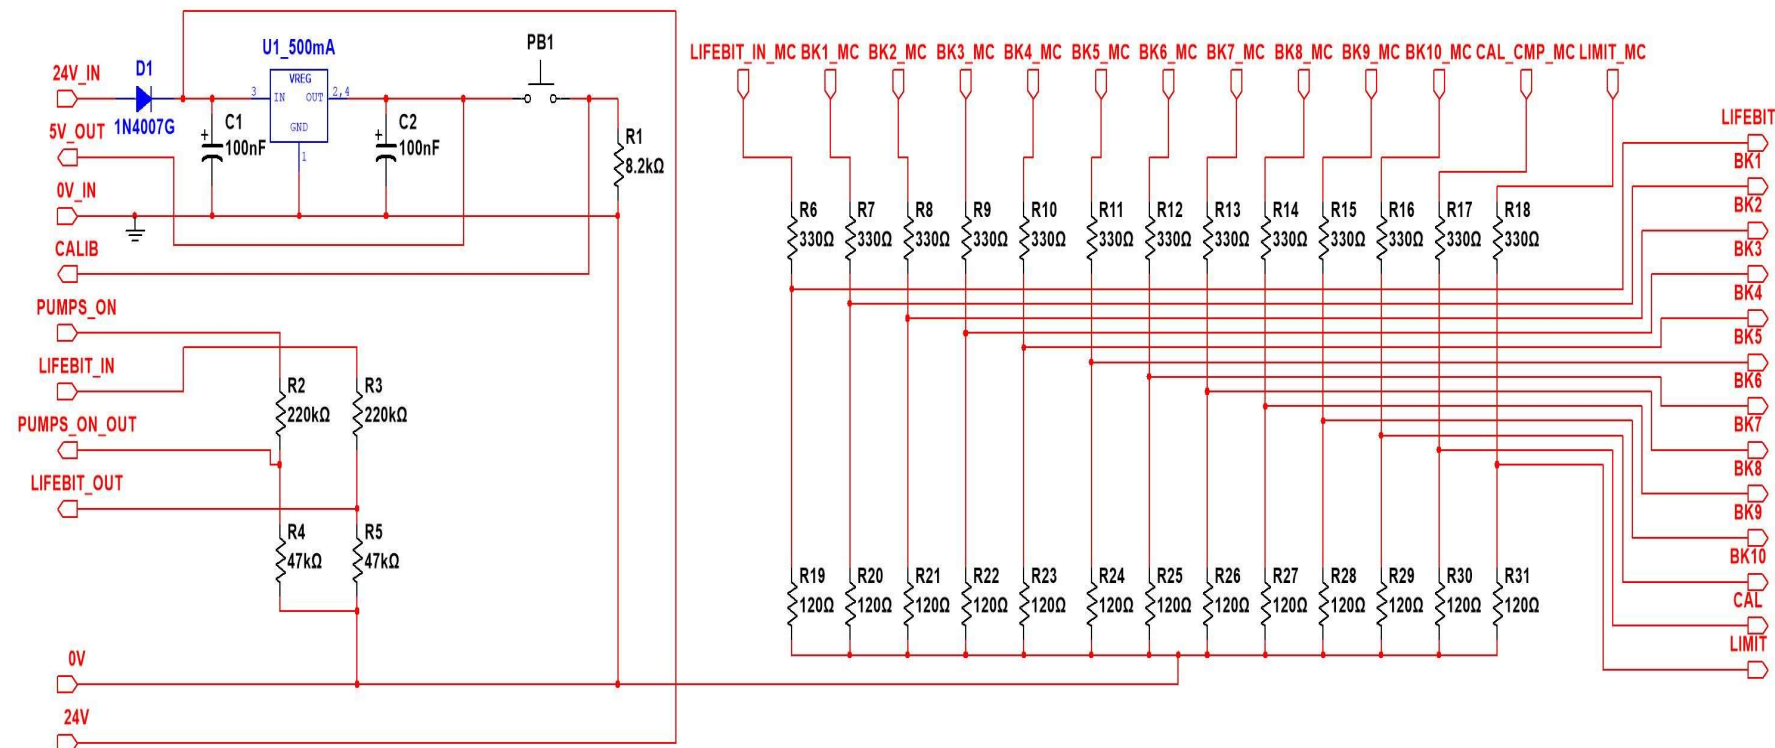 LIFEBIT_IN_MC BK1_MC BK2_MC BK3_MC BK4_MC BK5_MC BK6_MC BK7_MC BK8_MC BK9_MC BK10_MC CAL_CMP_MC LIMIT_MC
24V_IN
D1
1N4007G
U1_500mA
VREG
IN
OUT
GND
3
2,4
1
PB1
C1
100nF
C2
100nF
R1
8.2kΩ
5V_OUT
0V_IN
CALIB
PUMPS_ON
LIFEBIT_IN
PUMPS_ON_OUT
LIFEBIT_OUT
R2
220kΩ
R3
220kΩ
R4
47kΩ
R5
47kΩ
0V
24V
R6 R7 R8 R9 R10 R11 R12 R13 R14 R15 R16 R17 R18
330Ω 330Ω 330Ω 330Ω 330Ω 330Ω 330Ω 330Ω 330Ω 330Ω 330Ω 330Ω 330Ω
R19 R20 R21 R22 R23 R24 R25 R26 R27 R28 R29 R30 R31
120Ω 120Ω 120Ω 120Ω 120Ω 120Ω 120Ω 120Ω 120Ω 120Ω 120Ω 120Ω 120Ω
LIFEBIT
BK1
BK2
BK3
BK4
BK5
BK6
BK7
BK8
BK9
BK10
CAL
LIMIT